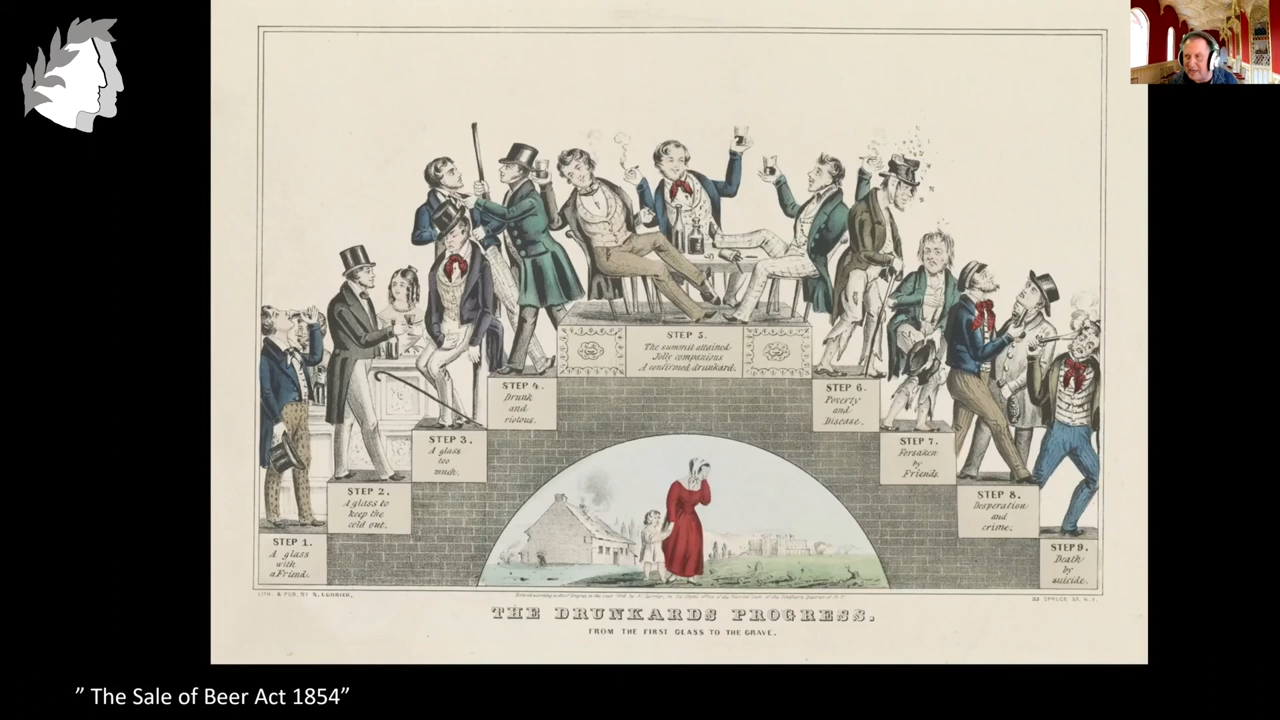 STEP 1.
A glass
with
a Friend.
STEP 2.
A glass to
keep the
cold out.
STEP 3.
A glass
too
much.
STEP 4.
Drunk
and
riotous.
STEP 5.
The summit attained
Jolly companions
A confirmed drunkard.
STEP 6.
Poverty
and
Disease.
STEP 7.
Forsaken
by
Friends.
STEP 8.
Desperation
and
crime.
STEP 9.
Death
by
suicide.
LITH. & PUB. BY N. CURRIER,
33 SPRUCE ST. N.Y.
THE DRUNKARDS PROGRESS.
FROM THE FIRST GLASS TO THE GRAVE.
” The Sale of Beer Act 1854”